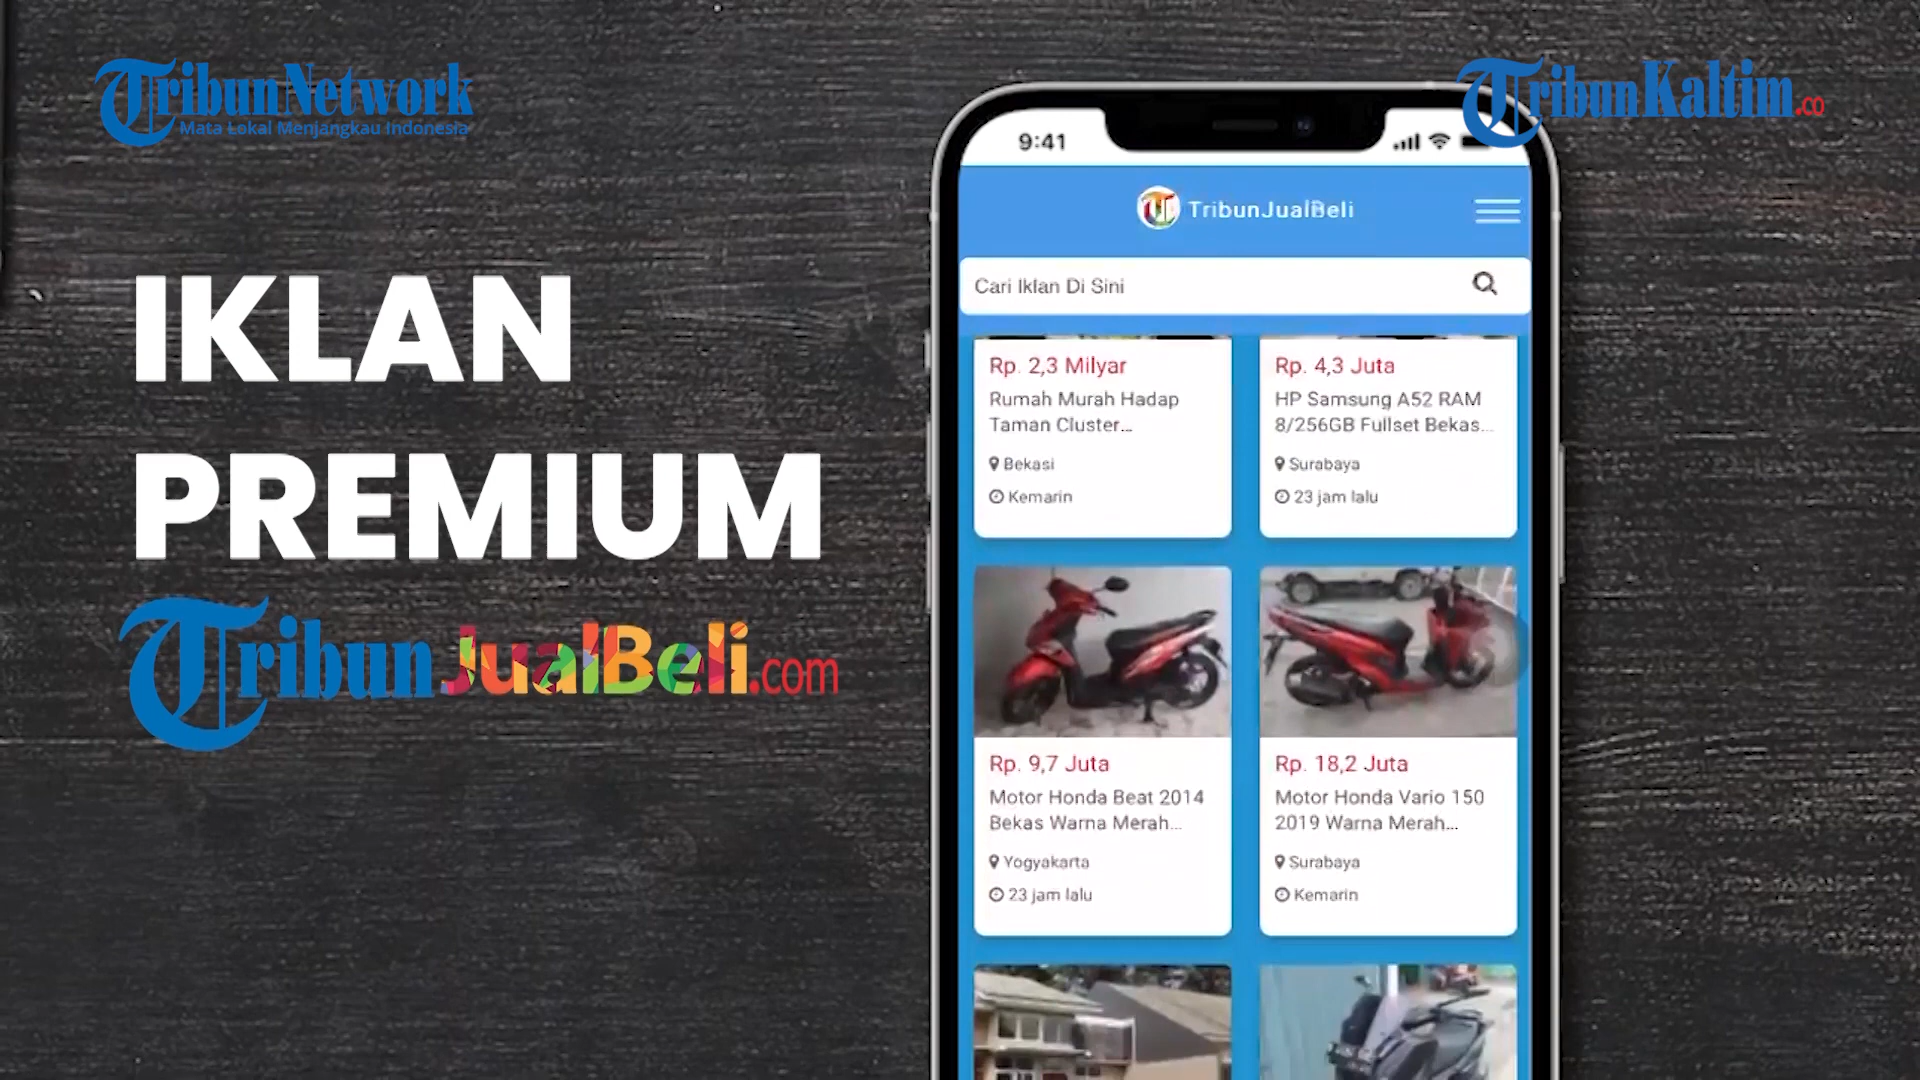 TribunNetwork
Mata Lokal Menjangkau Indonesia
TribunKaltim.co
IKLAN
PREMIUM
TribunJualBeli.com
9:41
TribunJualBeli
Cari Iklan Di Sini
Rp. 2,3 Milyar
Rumah Murah Hadap
Taman Cluster...
Bekasi
Kemarin
Rp. 4,3 Juta
HP Samsung A52 RAM
8/256GB Fullset Bekas...
Surabaya
23 jam lalu
Rp. 9,7 Juta
Motor Honda Beat 2014
Bekas Warna Merah...
Yogyakarta
23 jam lalu
Rp. 18,2 Juta
Motor Honda Vario 150
2019 Warna Merah...
Surabaya
Kemarin